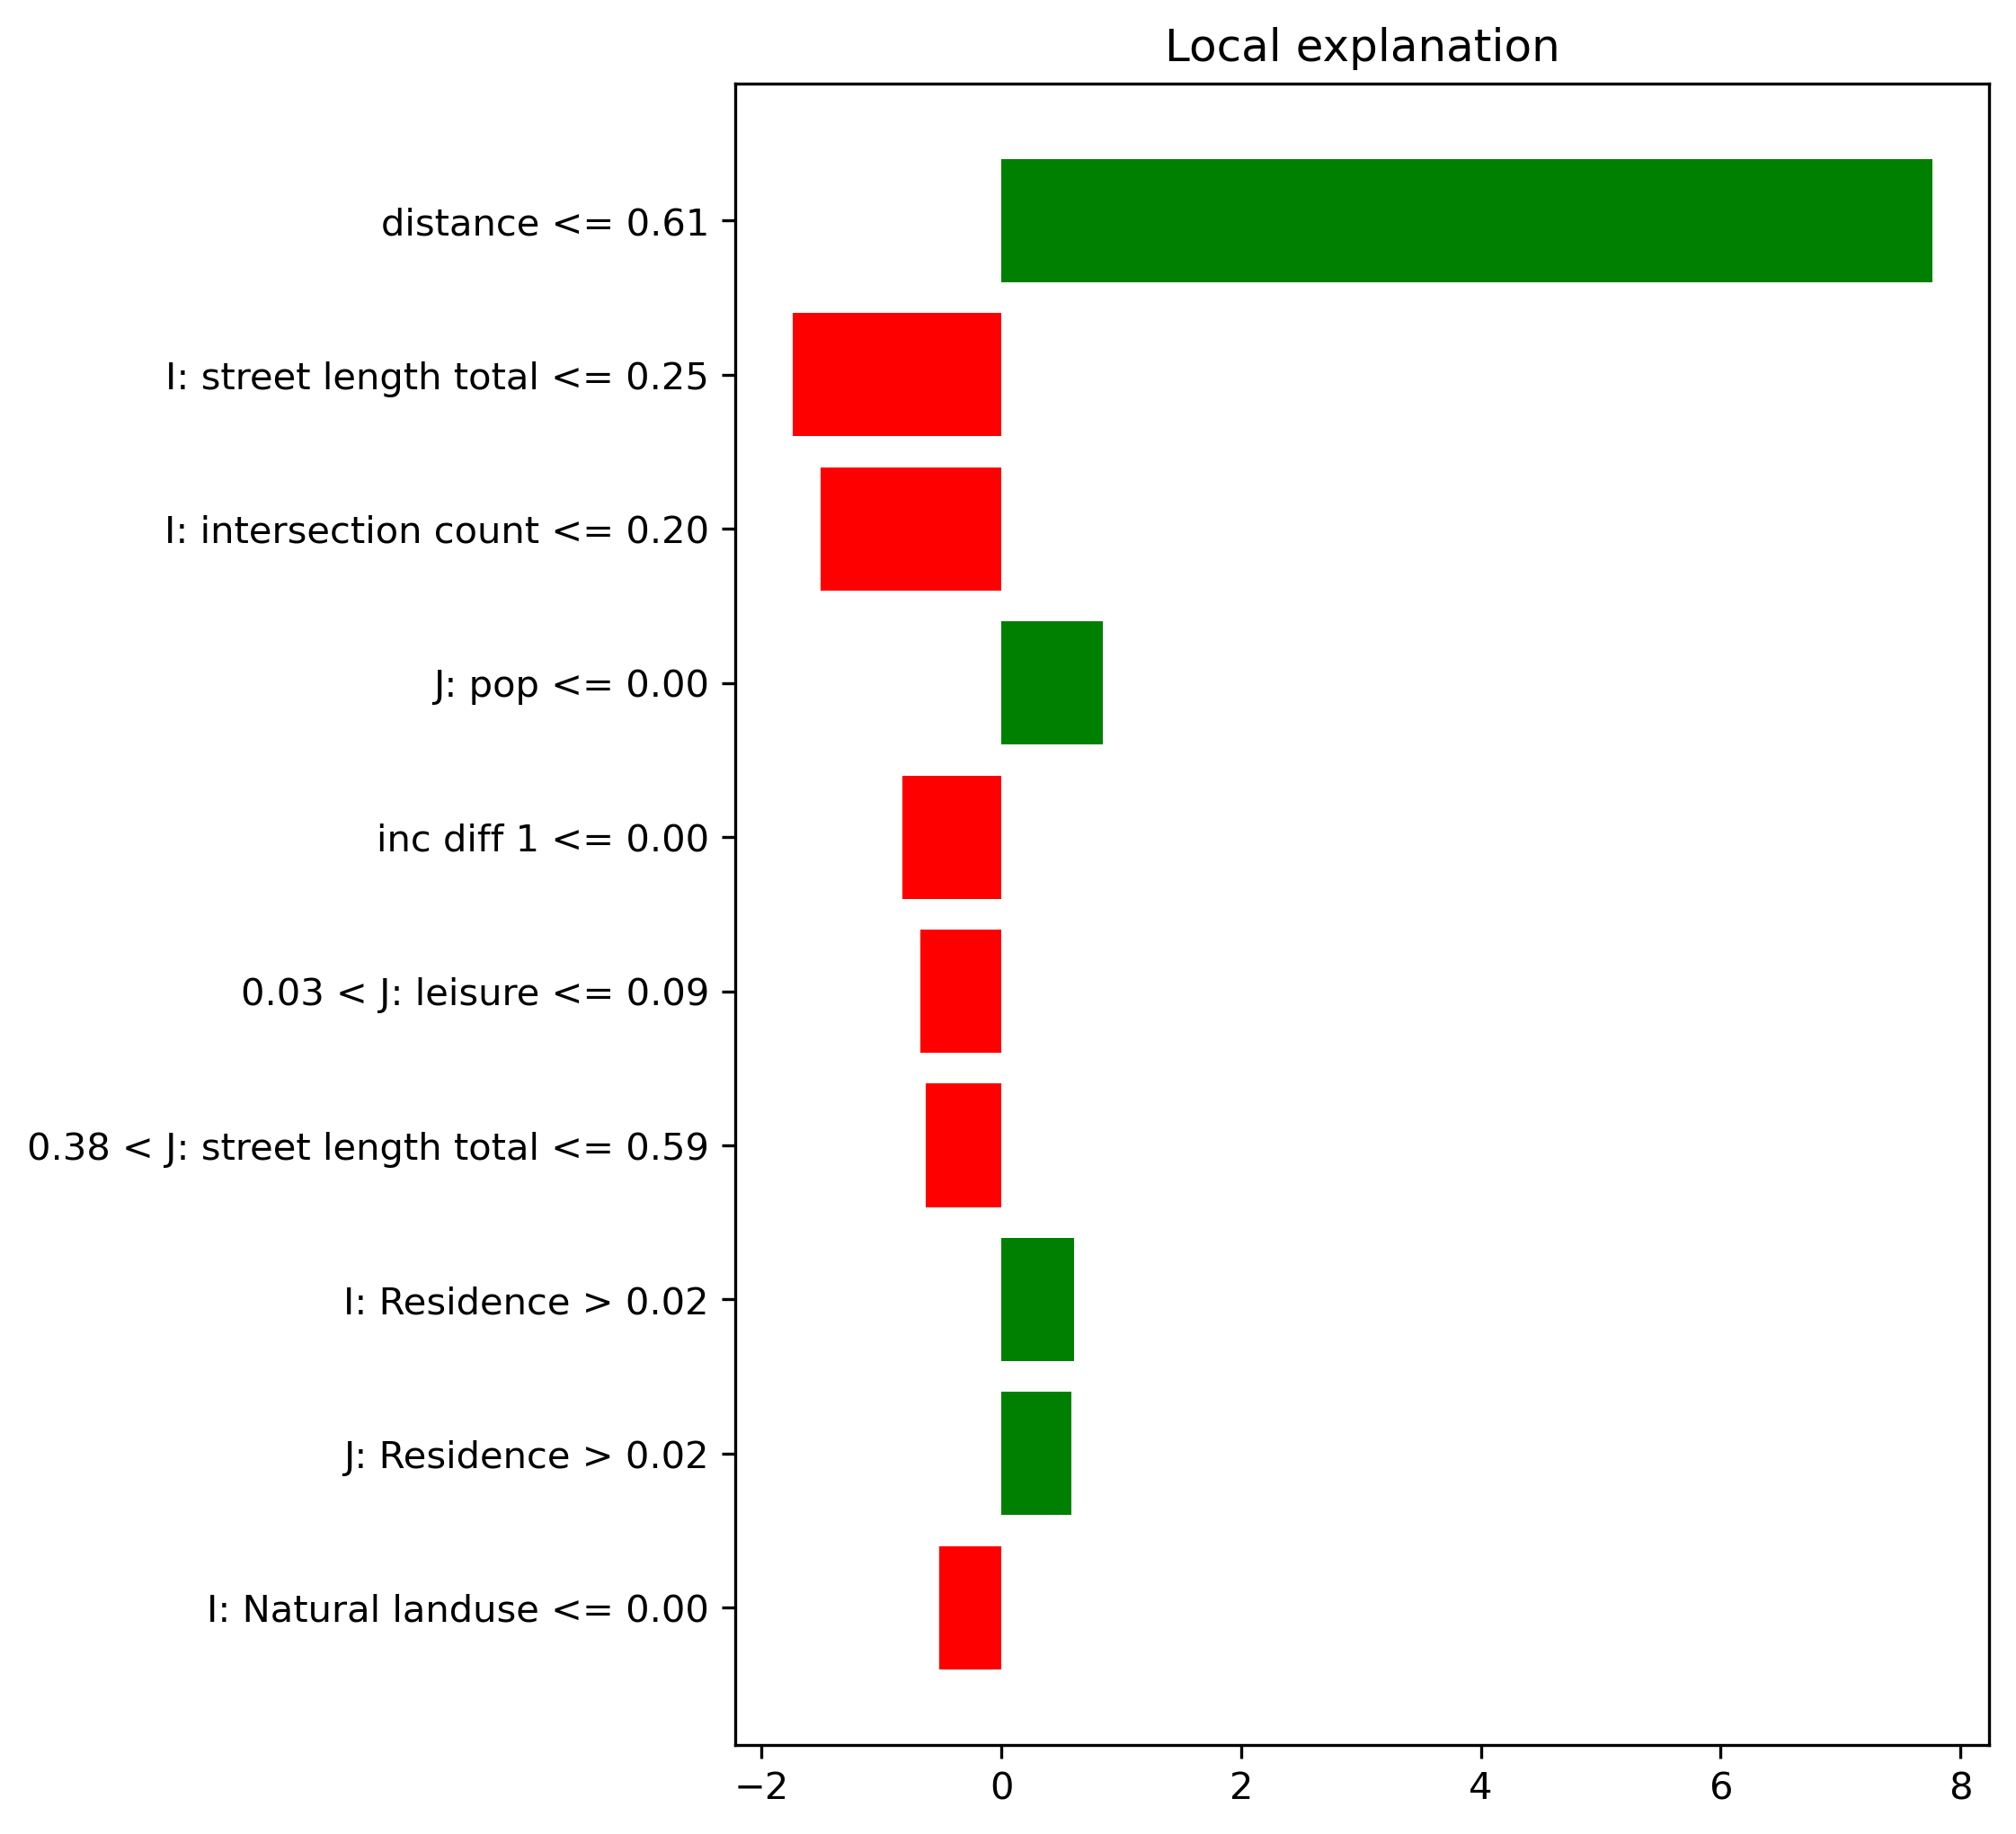 Local explanation
distance <= 0.61
I: street length total <= 0.25
I: intersection count <= 0.20
J: pop <= 0.00
inc diff 1 <= 0.00
0.03 < J: leisure <= 0.09
0.38 < J: street length total <= 0.59
I: Residence > 0.02
J: Residence > 0.02
I: Natural landuse <= 0.00
−2 0 2 4 6 8